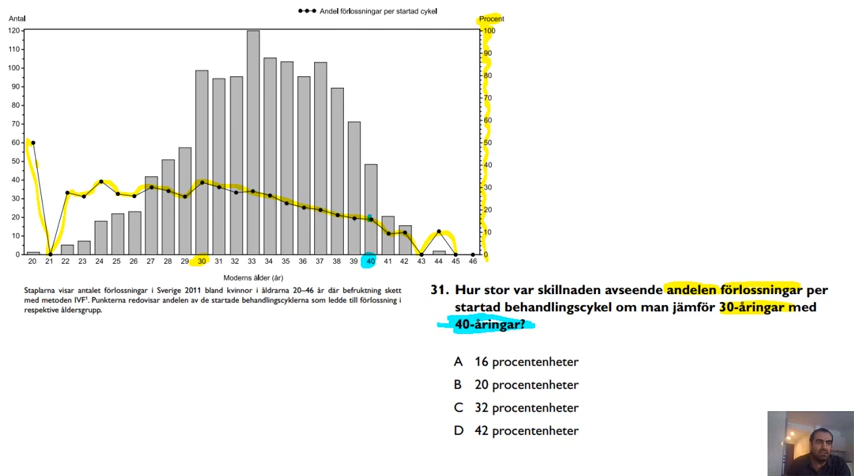 Andel förlossningar per startad cykel
Antal
Procent
120
110
100
90
80
70
60
50
40
30
20
10
0
100
90
80
70
60
50
40
30
20
10
0
20 21 22 23 24 25 26 27 28 29 30 31 32 33 34 35 36 37 38 39 40 41 42 43 44 45 46
Moderns ålder (år)
Staplarna visar antalet förlossningar i Sverige 2011 bland kvinnor i åldrarna 20–46 år där befruktning skett
med metoden IVF¹. Punkterna redovisar andelen av de startade behandlingscyklerna som ledde till förlossning i
respektive åldersgrupp.
31. Hur stor var skillnaden avseende andelen förlossningar per
startad behandlingscykel om man jämför 30-åringar med
40-åringar?
A 16 procentenheter
B 20 procentenheter
C 32 procentenheter
D 42 procentenheter